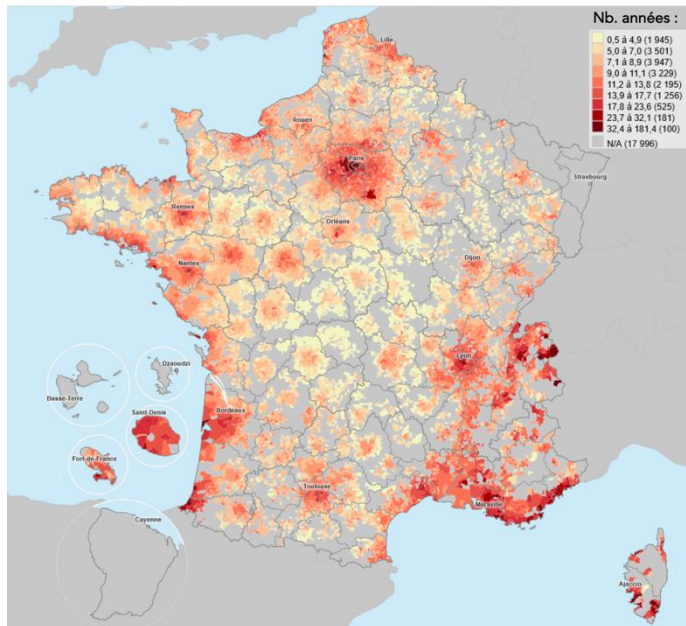 Nb. années :
0,5 à 4,9 (1 945)
5,0 à 7,0 (3 501)
7,1 à 8,9 (3 947)
9,0 à 11,1 (3 229)
11,2 à 13,8 (2 195)
13,9 à 17,7 (1 256)
17,8 à 23,6 (525)
23,7 à 32,1 (181)
32,4 à 181,4 (100)
N/A (17 996)
Lille
Rouen
Paris
Strasbourg
Rennes
Orléans
Nantes
Dijon
Lyon
Dzaoudzi
Basse-Terre
Saint-Denis
Bordeaux
Fort-de-France
Toulouse
Marseille
Cayenne
Ajaccio